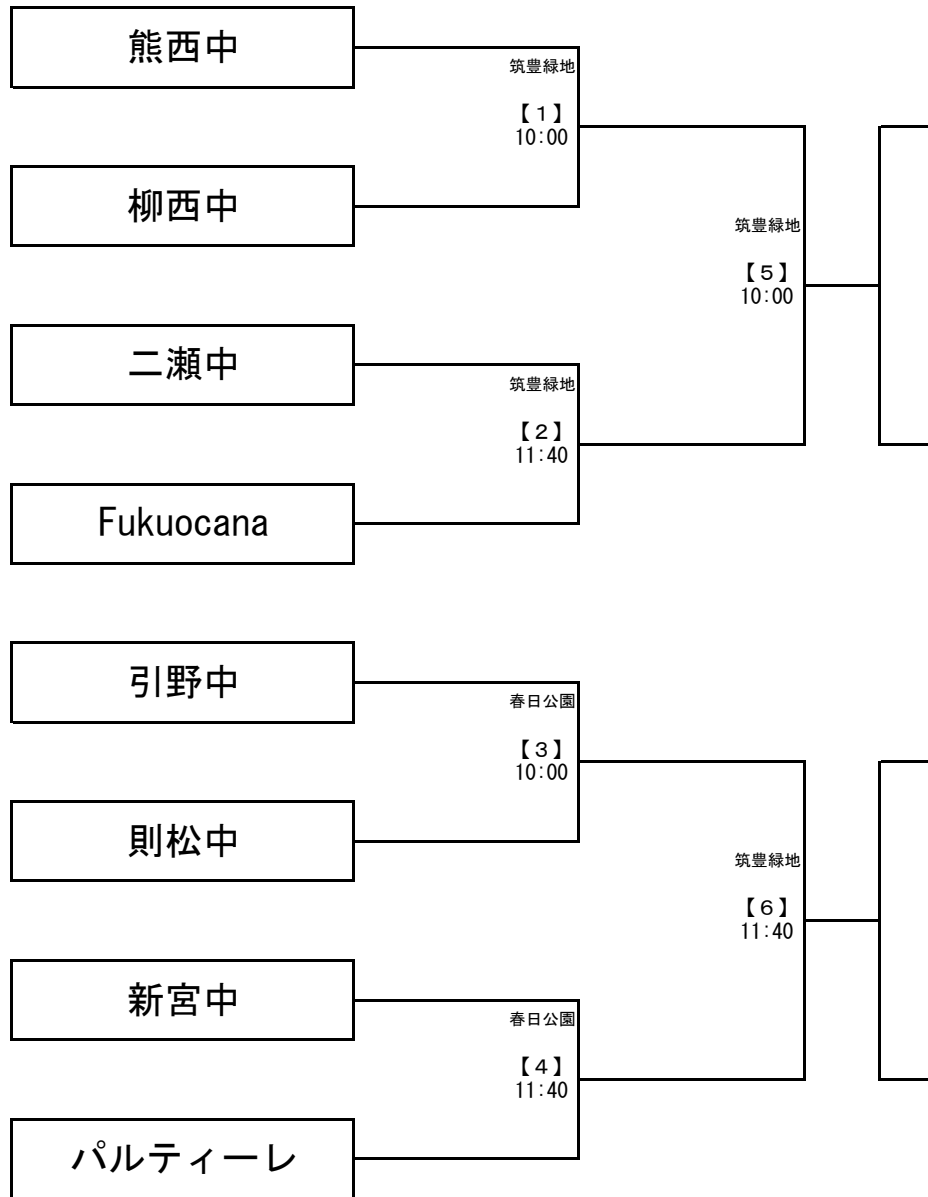 熊西中
筑豊緑地
【１】
10:00
柳西中
筑豊緑地
【５】
10:00
二瀬中
筑豊緑地
【２】
11:40
Fukuocana
引野中
春日公園
【３】
10:00
則松中
筑豊緑地
【６】
11:40
新宮中
春日公園
【４】
11:40
パルティーレ